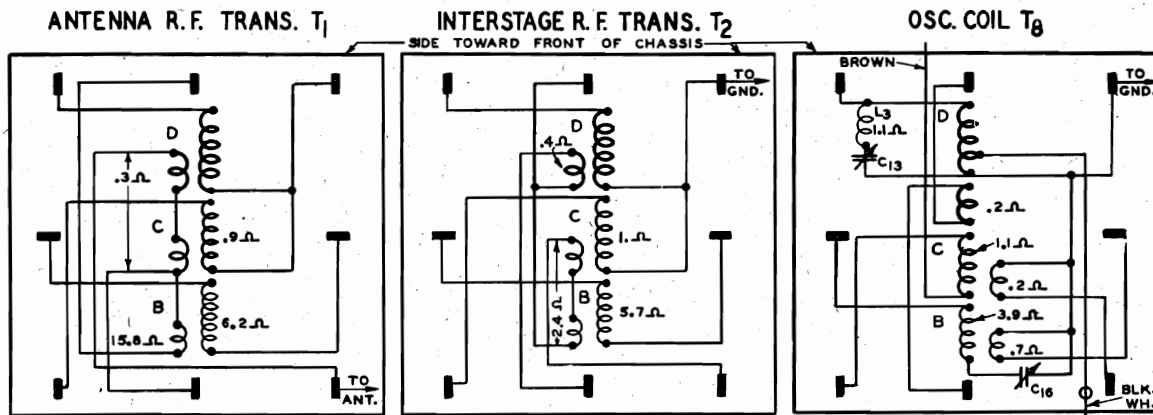 ANTENNA R.F. TRANS. T1
INTERSTAGE R.F. TRANS. T2
OSC. COIL T8
SIDE TOWARD FRONT OF CHASSIS
D
.3Ω
C
.9Ω
B
15.8Ω
6.2Ω
TO
ANT.
TO
GND.
D
.4Ω
C
1.Ω
B
2.4Ω
5.7Ω
BROWN
TO
GND.
L3
1.1Ω
D
C13
.2Ω
C
1.1Ω
.2Ω
B
3.9Ω
.7Ω
C16
BLK.
WH.